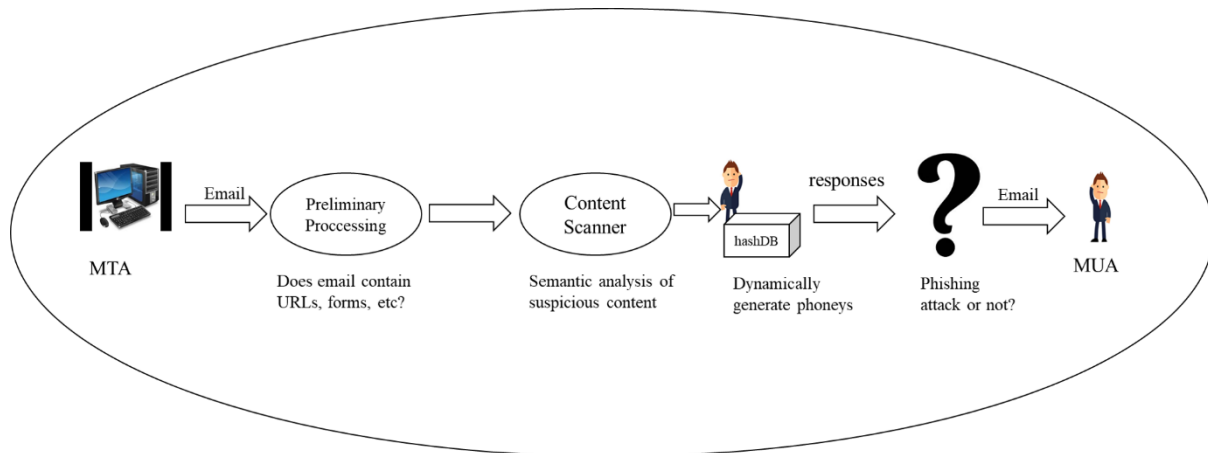 Email
MTA
Preliminary
Proccessing
Does email contain
URLs, forms, etc?
Content
Scanner
Semantic analysis of
suspicious content
hashDB
Dynamically
generate phoneys
responses
Phishing
attack or not?
?
Email
MUA